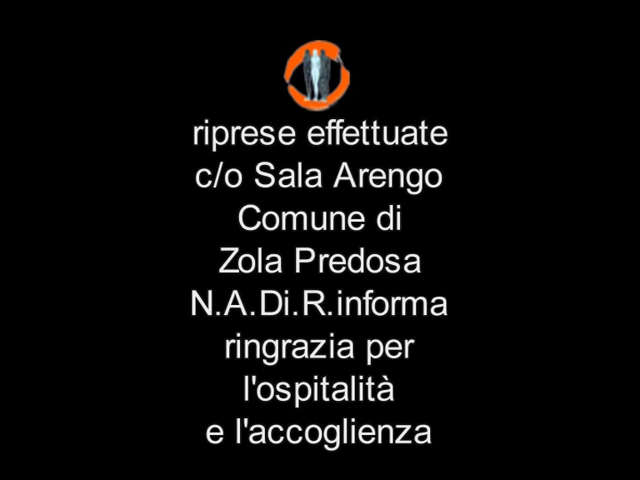 riprese effettuate
c/o Sala Arengo
Comune di
Zola Predosa
N.A.Di.R.informa
ringrazia per
l'ospitalità
e l'accoglienza